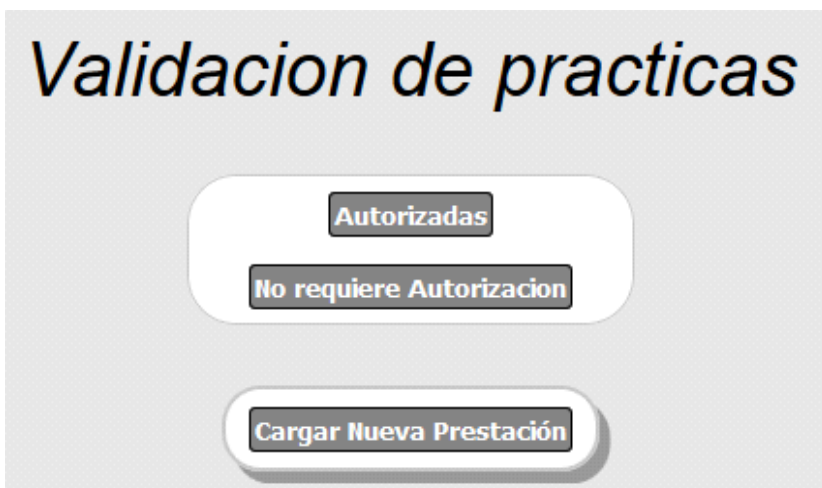 Validacion de practicas
Autorizadas
No requiere Autorizacion
Cargar Nueva Prestación